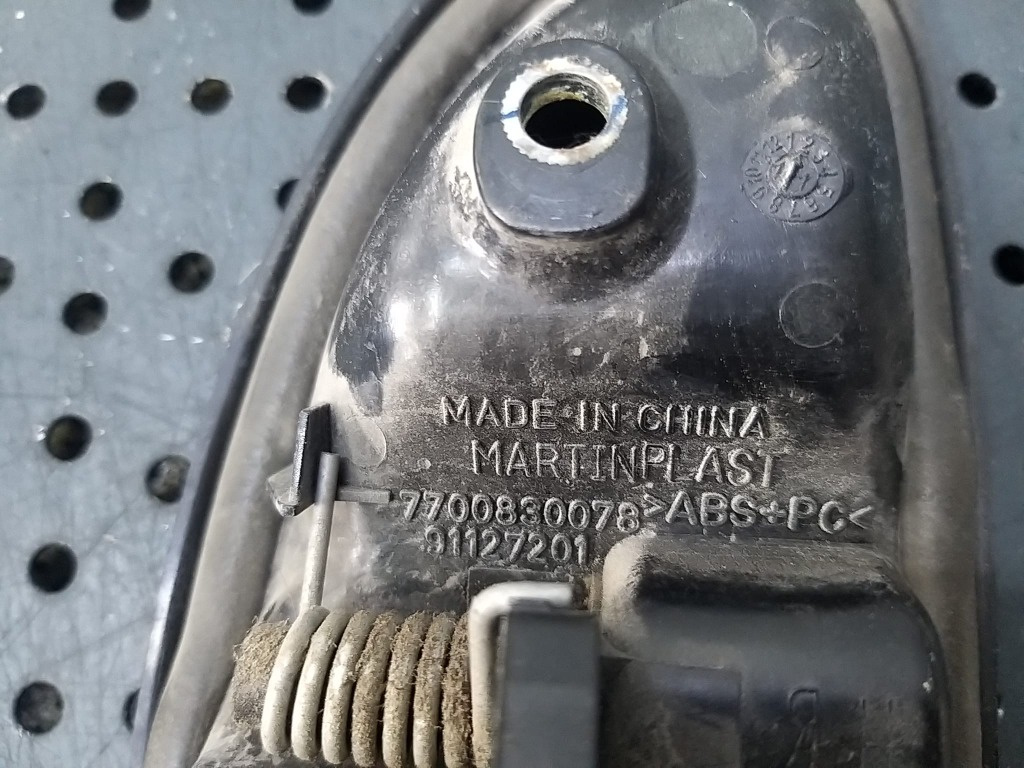 MADE IN CHINA
MARTINPLAST
7700830078 >ABS+PC<
91127201